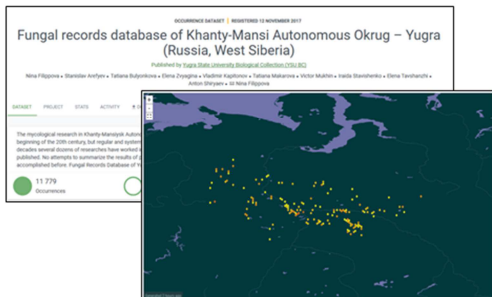 OCCURRENCE DATASET | REGISTERED 12 NOVEMBER 2017
Fungal records database of Khanty-Mansi Autonomous Okrug – Yugra
(Russia, West Siberia)
Published by Yugra State University Biological Collection (YSU BC)
Nina Filippova • Stanislav Arefyev • Tatiana Bulyonkova • Elena Zvyagina • Vladimir Kapitonov • Tatiana Makarova • Victor Mukhin • Iraida Stavishenko • Elena Tavshanzhi •
Anton Shiryaev • Nina Filippova
DATASET PROJECT STATS ACTIVITY
The mycological research in Khanty-Mansiysk
beginning of the 20th century, but regular and
decades several dozens of researches have worked
published. No attempts to summarize the results of
accomplished before. Fungal Records Database of
11 779
Occurrences